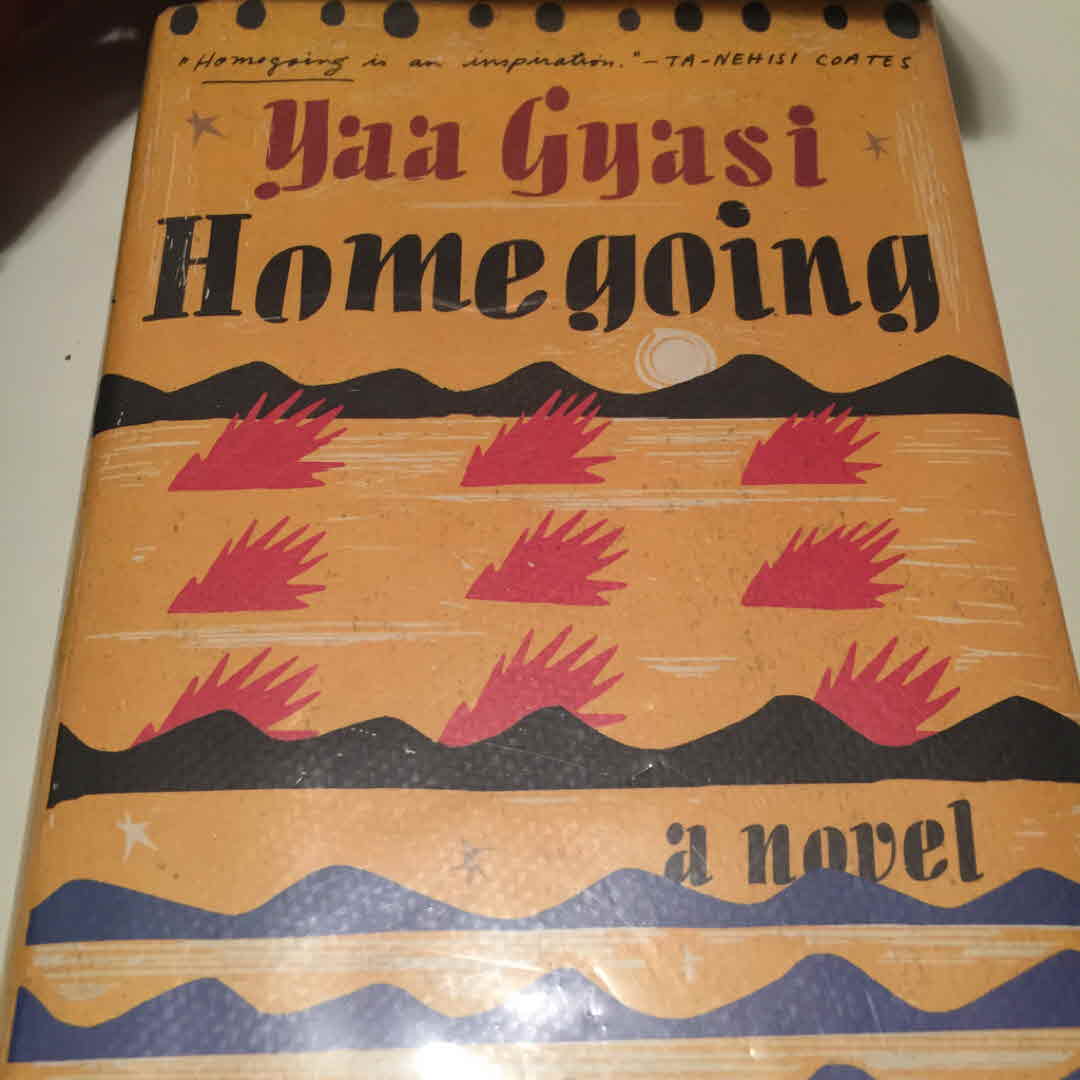 "Homegoing is an inspiration."—TA-NEHISI COATES
Yaa Gyasi
Homegoing
a novel